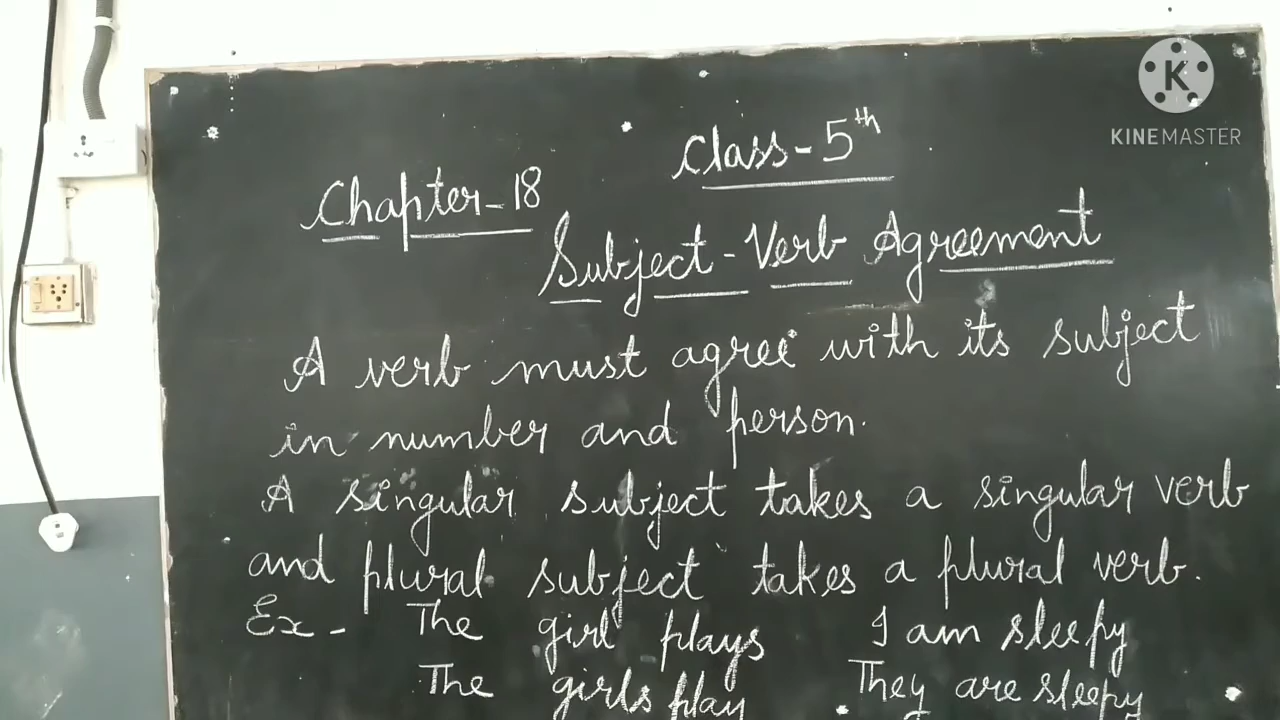 K
KINEMASTER
Class-5th
Chapter-18
Subject-Verb Agreement
A verb must agree with its subject
in number and person.
A singular subject takes a singular verb
and plural subject takes a plural verb.
Ex- The girl plays I am sleepy
The girls play They are sleepy